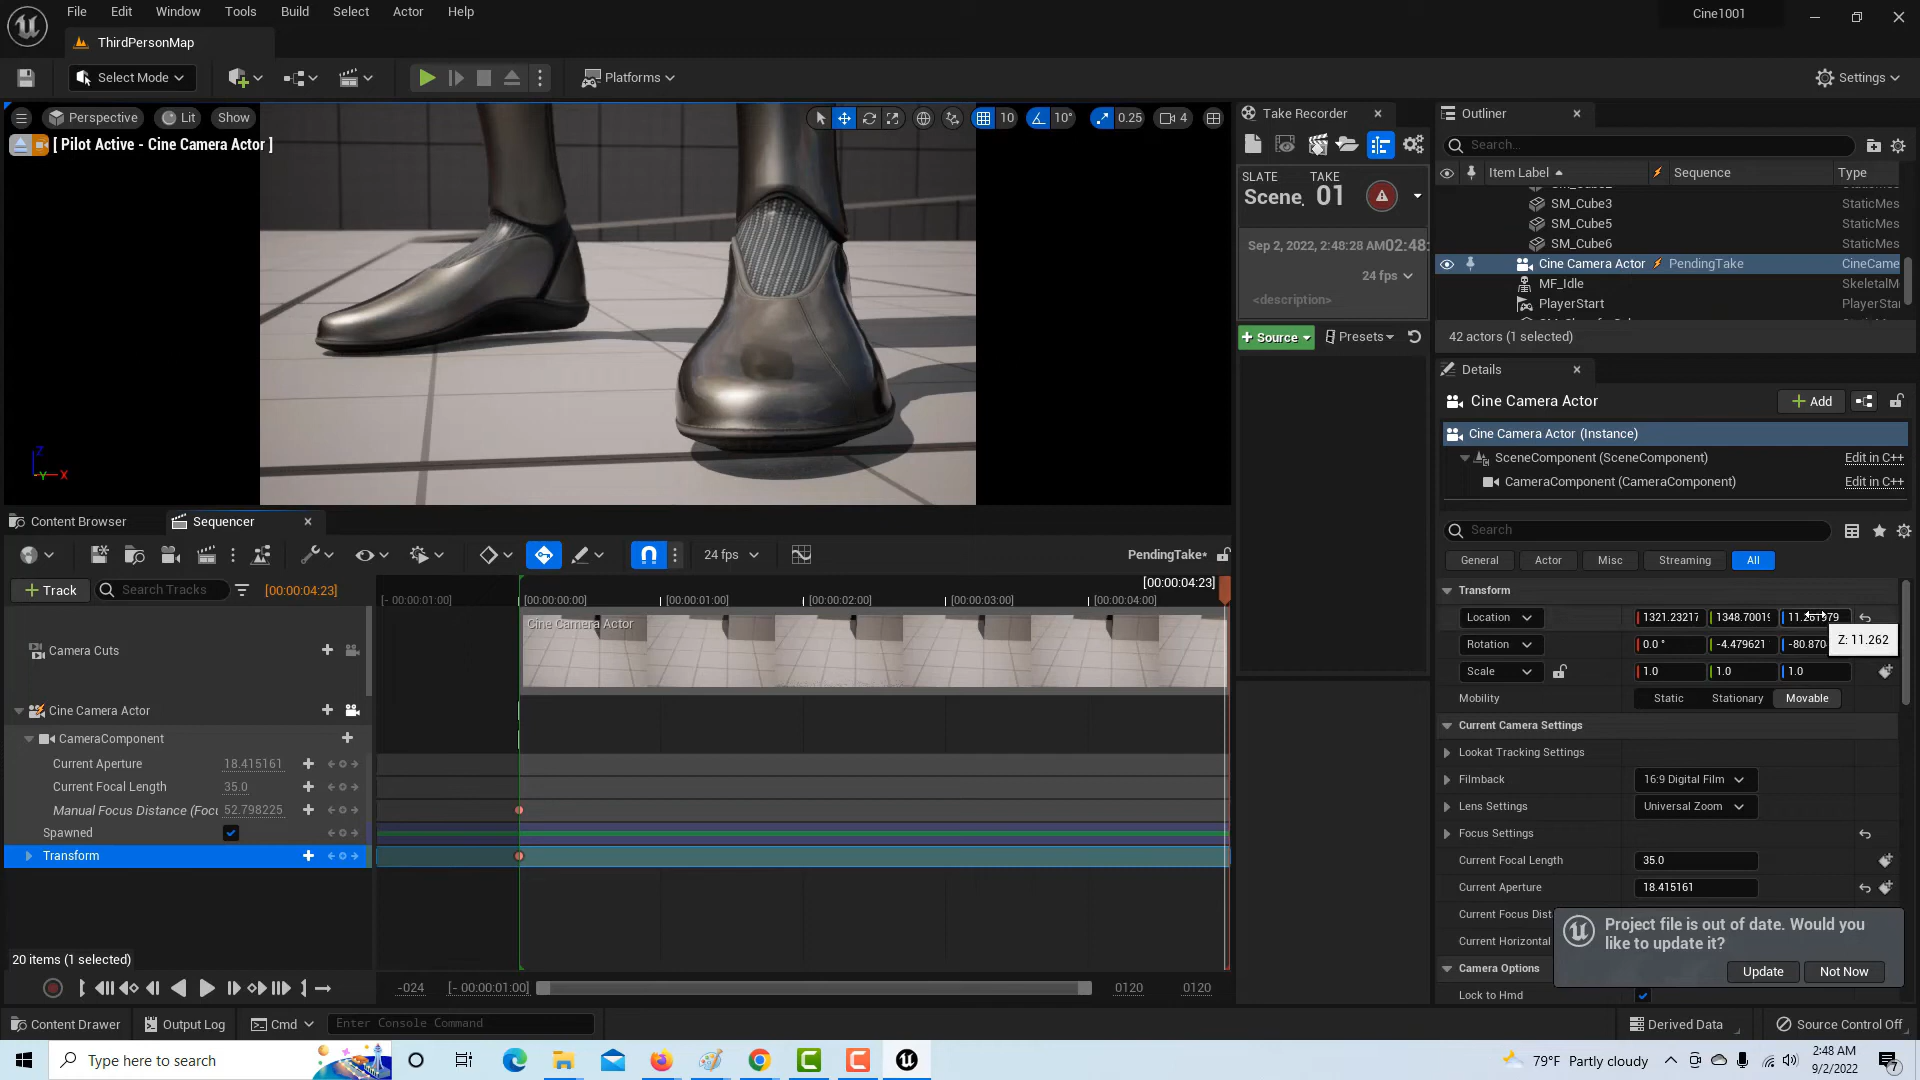 File Edit Window Tools Build Select Actor Help
Cine1001
ThirdPersonMap
Select Mode
Platforms
Settings
Perspective Lit Show
10 10° 0.25 4
[ Pilot Active - Cine Camera Actor ]
Z X Y
Take Recorder
SLATE TAKE
Scene 01
Sep 2, 2022, 2:48:28 AM 02:48:
24 fps
<description>
Source Presets
Outliner
Search...
Item Label Sequence Type
SM_Cube3 StaticMes
SM_Cube5 StaticMes
SM_Cube6 StaticMes
Cine Camera Actor PendingTake CineCame
MF_Idle SkeletalM
PlayerStart PlayerStar
42 actors (1 selected)
Details
Cine Camera Actor
Add
Cine Camera Actor (Instance)
SceneComponent (SceneComponent) Edit in C++
CameraComponent (CameraComponent) Edit in C++
Search
General Actor Misc Streaming All
Transform
Location 1321.23217 1348.70019
Z: 11.262
Rotation 0.0 ° -4.479621 -80.870
Scale 1.0 1.0 1.0
Mobility Static Stationary Movable
Current Camera Settings
Lookat Tracking Settings
Filmback 16:9 Digital Film
Lens Settings Universal Zoom
Focus Settings
Current Focal Length 35.0
Current Aperture 18.415161
Current Focus Dist
Current Horizontal
Camera Options
Lock to Hmd
Project file is out of date. Would you
like to update it?
Update Not Now
Content Browser Sequencer
24 fps
PendingTake*
Track Search Tracks [00:00:04:23]
[00:00:04:23]
[- 00:00:01:00] [00:00:00:00] [00:00:01:00] [00:00:02:00] [00:00:03:00] [00:00:04:00]
Cine Camera Actor
Camera Cuts
Cine Camera Actor
CameraComponent
Current Aperture 18.415161
Current Focal Length 35.0
Manual Focus Distance (Focu 52.798225
Spawned
Transform
20 items (1 selected)
-024 [- 00:00:01:00] 0120 0120
Content Drawer Output Log Cmd Enter Console Command
Derived Data Source Control Off
Type here to search
79°F Partly cloudy
2:48 AM
9/2/2022
7